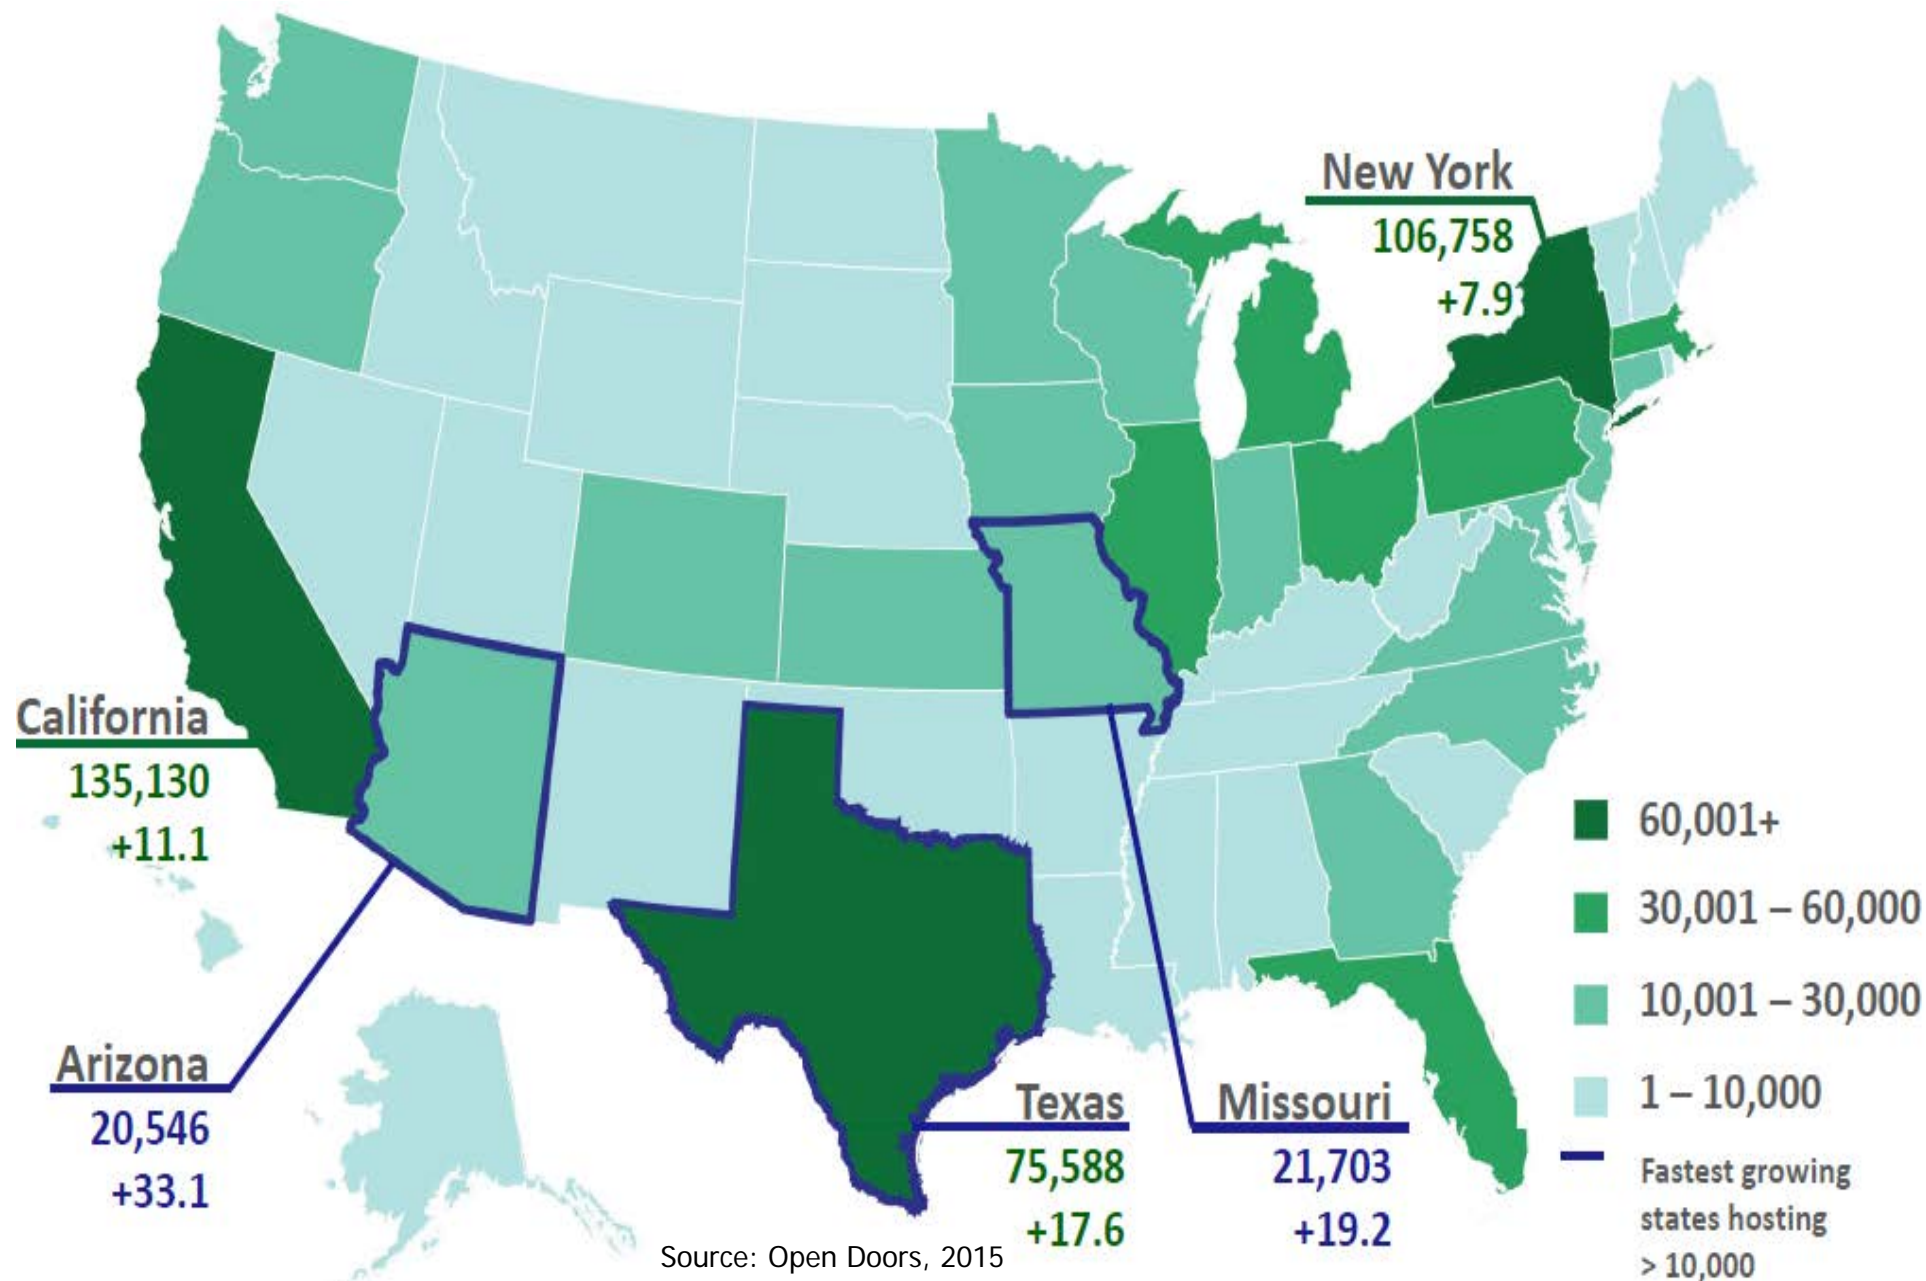 New York
106,758
+7.9
California
135,130
+11.1
Arizona
20,546
+33.1
Texas
75,588
+17.6
Missouri
21,703
+19.2
60,001+
30,001 – 60,000
10,001 – 30,000
1 – 10,000
Fastest growing
states hosting
> 10,000
Source: Open Doors, 2015